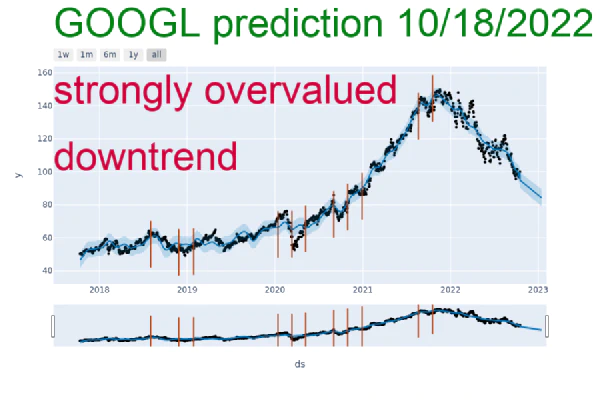 GOOGL prediction 10/18/2022
1w 1m 6m 1y all
160
strongly overvalued
140
120
downtrend
100
y
80
60
40
2018 2019 2020 2021 2022 2023
ds